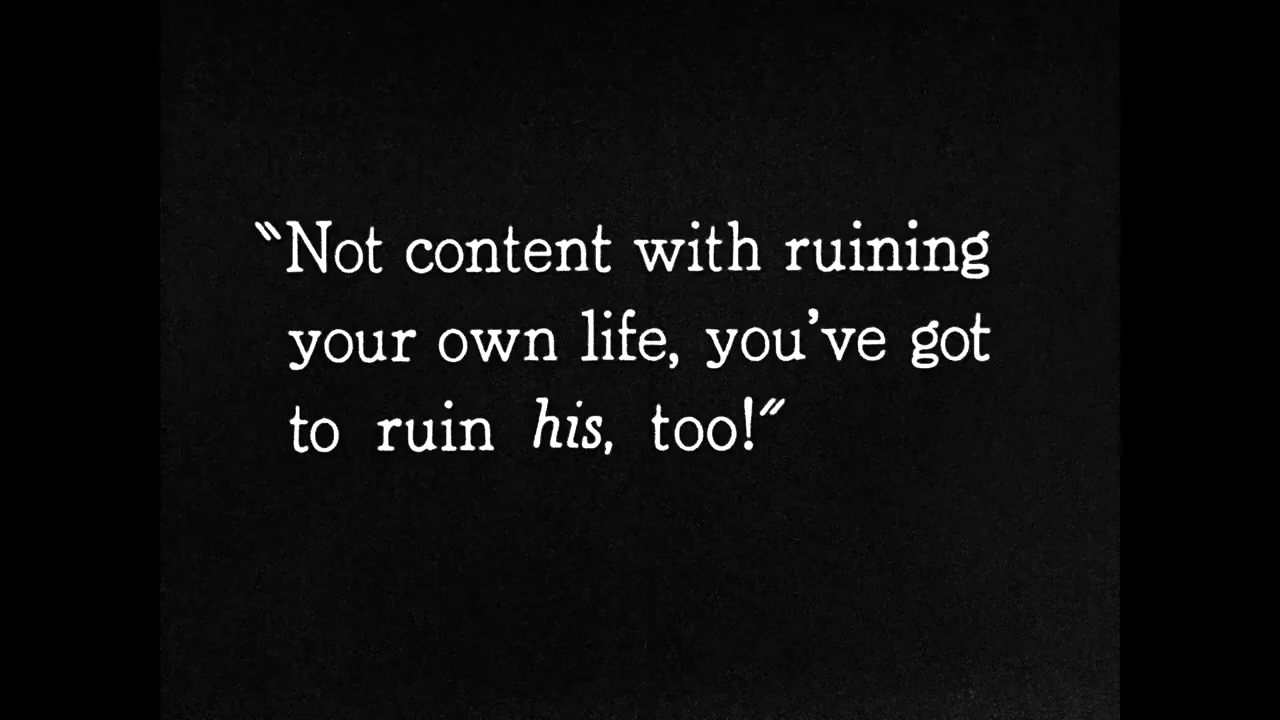 “Not content with ruining
your own life, you’ve got
to ruin his, too!”